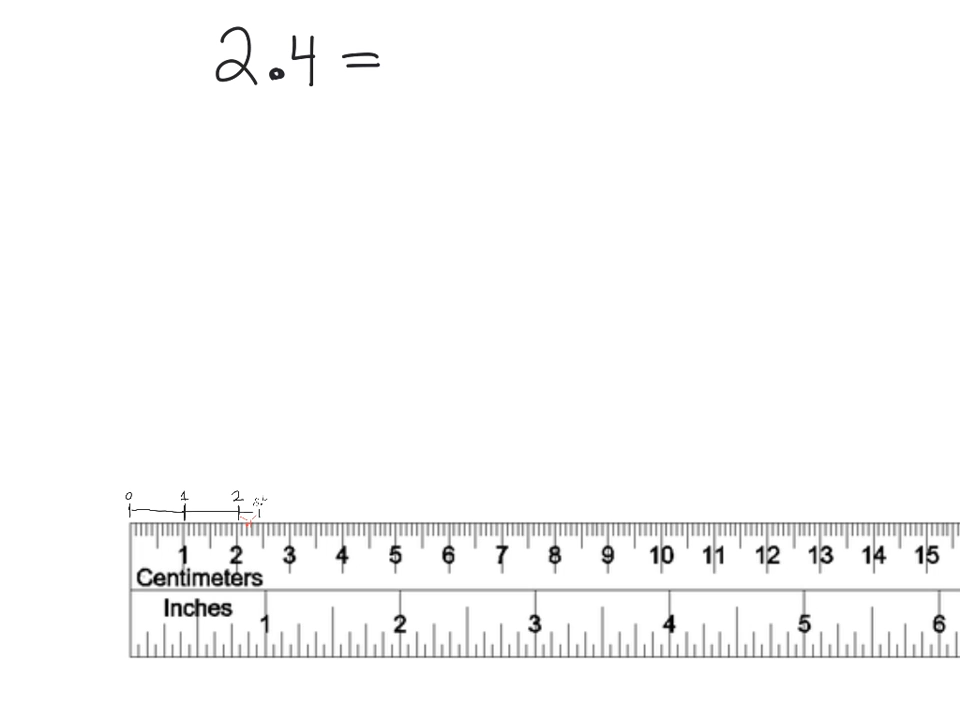 2.4 =
0 1 2
1 2 3 4 5 6 7 8 9 10 11 12 13 14 15
Centimeters
Inches
1 2 3 4 5 6